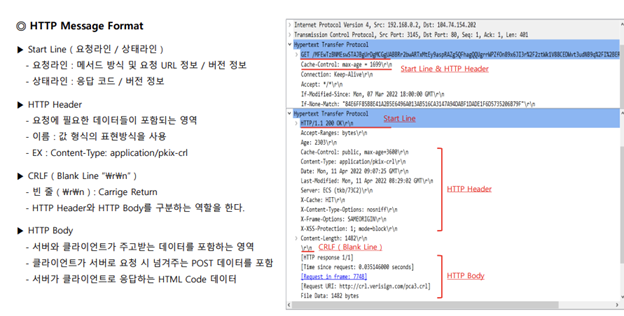 ◎ HTTP Message Format
▶ Start Line ( 요청라인 / 상태라인 )
- 요청라인 : 메서드 방식 및 요청 URL 정보 / 버전 정보
- 상태라인 : 응답 코드 / 버전 정보
▶ HTTP Header
- 요청에 필요한 데이터들이 포함되는 영역
- 이름 : 값 형식의 표현방식을 사용
- EX : Content-Type: application/pkix-crl
▶ CRLF ( Blank Line "₩r₩n" )
- 빈 줄 ( ₩r₩n ) : Carrige Return
- HTTP Header와 HTTP Body를 구분하는 역할을 한다.
▶ HTTP Body
- 서버와 클라이언트가 주고받는 데이터를 포함하는 영역
- 클라이언트가 서버로 요청 시 넘겨주는 POST 데이터를 포함
- 서버가 클라이언트로 응답하는 HTML Code 데이터
Internet Protocol Version 4, Src: 192.168.0.2, Dst: 104.74.154.202
Transmission Control Protocol, Src Port: 3145, Dst Port: 80, Seq: 1, Ack: 1, Len: 401
Hypertext Transfer Protocol
GET
Cache-Control: max-age = 1699\r\n
Start Line & HTTP Header
Connection: Keep-Alive\r\n
Accept: */*\r\n
If-Modified-Since: Mon, 07 Mar 2022 18:00:00 GMT\r\n
If-None-Match:
Hypertext Transfer Protocol
Start Line
HTTP/1.1 200 OK\r\n
Accept-Ranges: bytes\r\n
Age: 2303\r\n
Cache-Control: public, max-age=3600\r\n
Content-Type: application/pkix-crl\r\n
Date: Mon, 11 Apr 2022 09:07:25 GMT\r\n
Last-Modified: Mon, 11 Apr 2022 08:29:02 GMT\r\n
Server: ECS (tkb/73C2)\r\n
HTTP Header
X-Cache: HIT\r\n
X-Content-Type-Options: nosniff\r\n
X-Frame-Options: SAMEORIGIN\r\n
X-XSS-Protection: 1; mode=block\r\n
Content-Length: 1482\r\n
\r\n CRLF ( Blank Line )
[HTTP response 1/1]
[Time since request: 0.035146000 seconds]
[Request in frame: 7748]
HTTP Body
[Request URI: http://crl.verisign.com/pca3.crl]
File Data: 1482 bytes